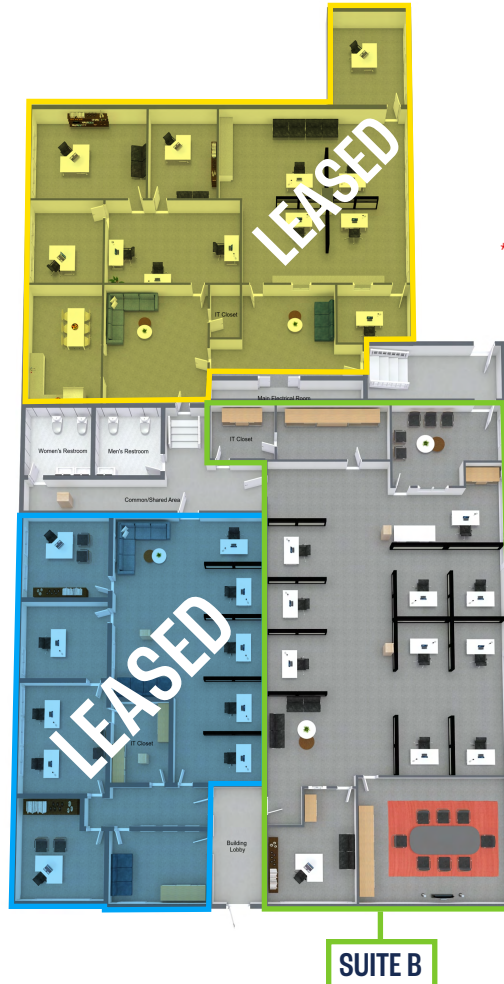 LEASED
*
IT Closet
Main Electrical Room
IT Closet
Women's Restroom
Men's Restroom
Common/Shared Area
LEASED
IT Closet
Building
Lobby
SUITE B